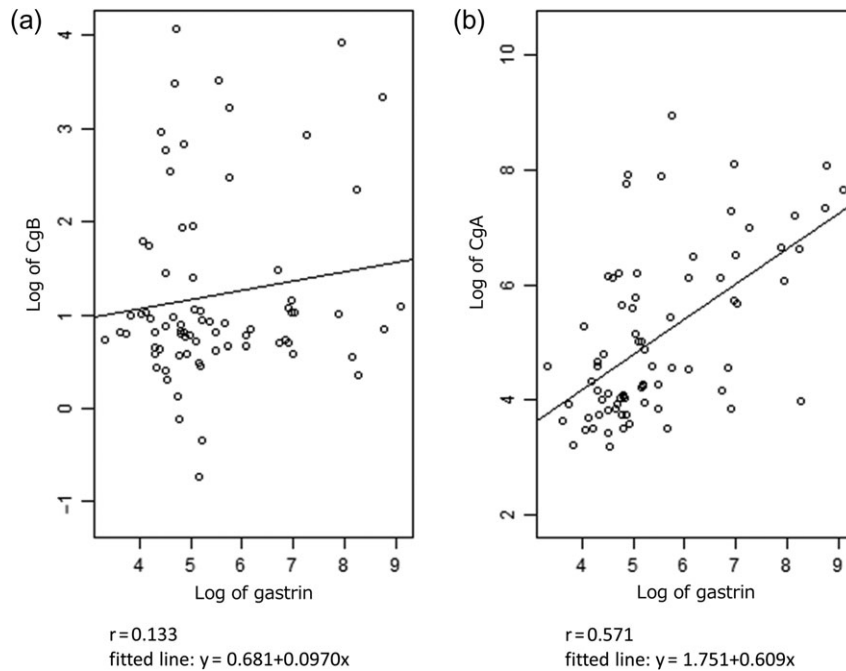 (a)
4
3
2
1
0
−1
Log of CgB
4 5 6 7 8 9
Log of gastrin
r = 0.133
fitted line: y = 0.681+0.0970x
(b)
10
8
6
4
2
Log of CgA
4 5 6 7 8 9
Log of gastrin
r = 0.571
fitted line: y = 1.751+0.609x